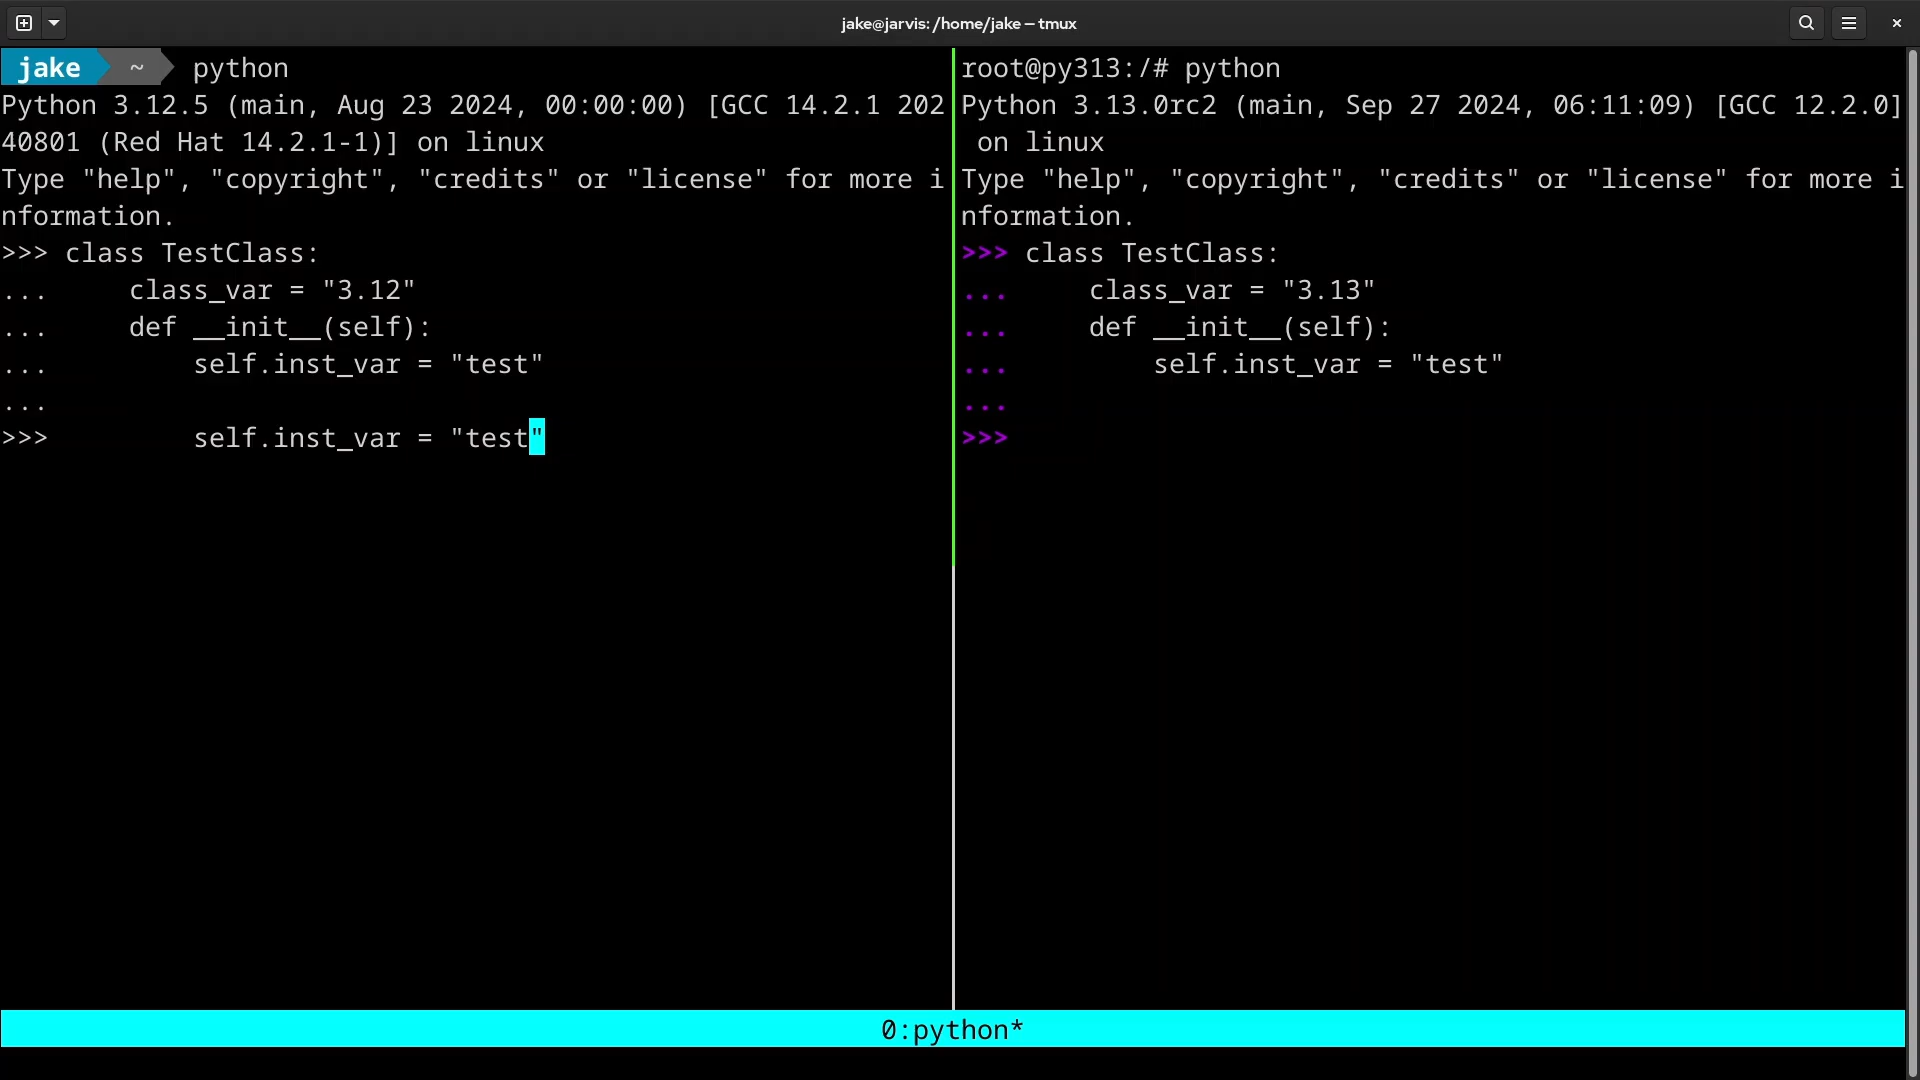 jake@jarvis:/home/jake — tmux
jake ~ python
Python 3.12.5 (main, Aug 23 2024, 00:00:00) [GCC 14.2.1 202
40801 (Red Hat 14.2.1-1)] on linux
Type "help", "copyright", "credits" or "license" for more i
nformation.
>>> class TestClass:
...     class_var = "3.12"
...     def __init__(self):
...         self.inst_var = "test"
...
>>>         self.inst_var = "test"
root@py313:/# python
Python 3.13.0rc2 (main, Sep 27 2024, 06:11:09) [GCC 12.2.0]
 on linux
Type "help", "copyright", "credits" or "license" for more i
nformation.
>>> class TestClass:
...     class_var = "3.13"
...     def __init__(self):
...         self.inst_var = "test"
...
>>>
0:python*